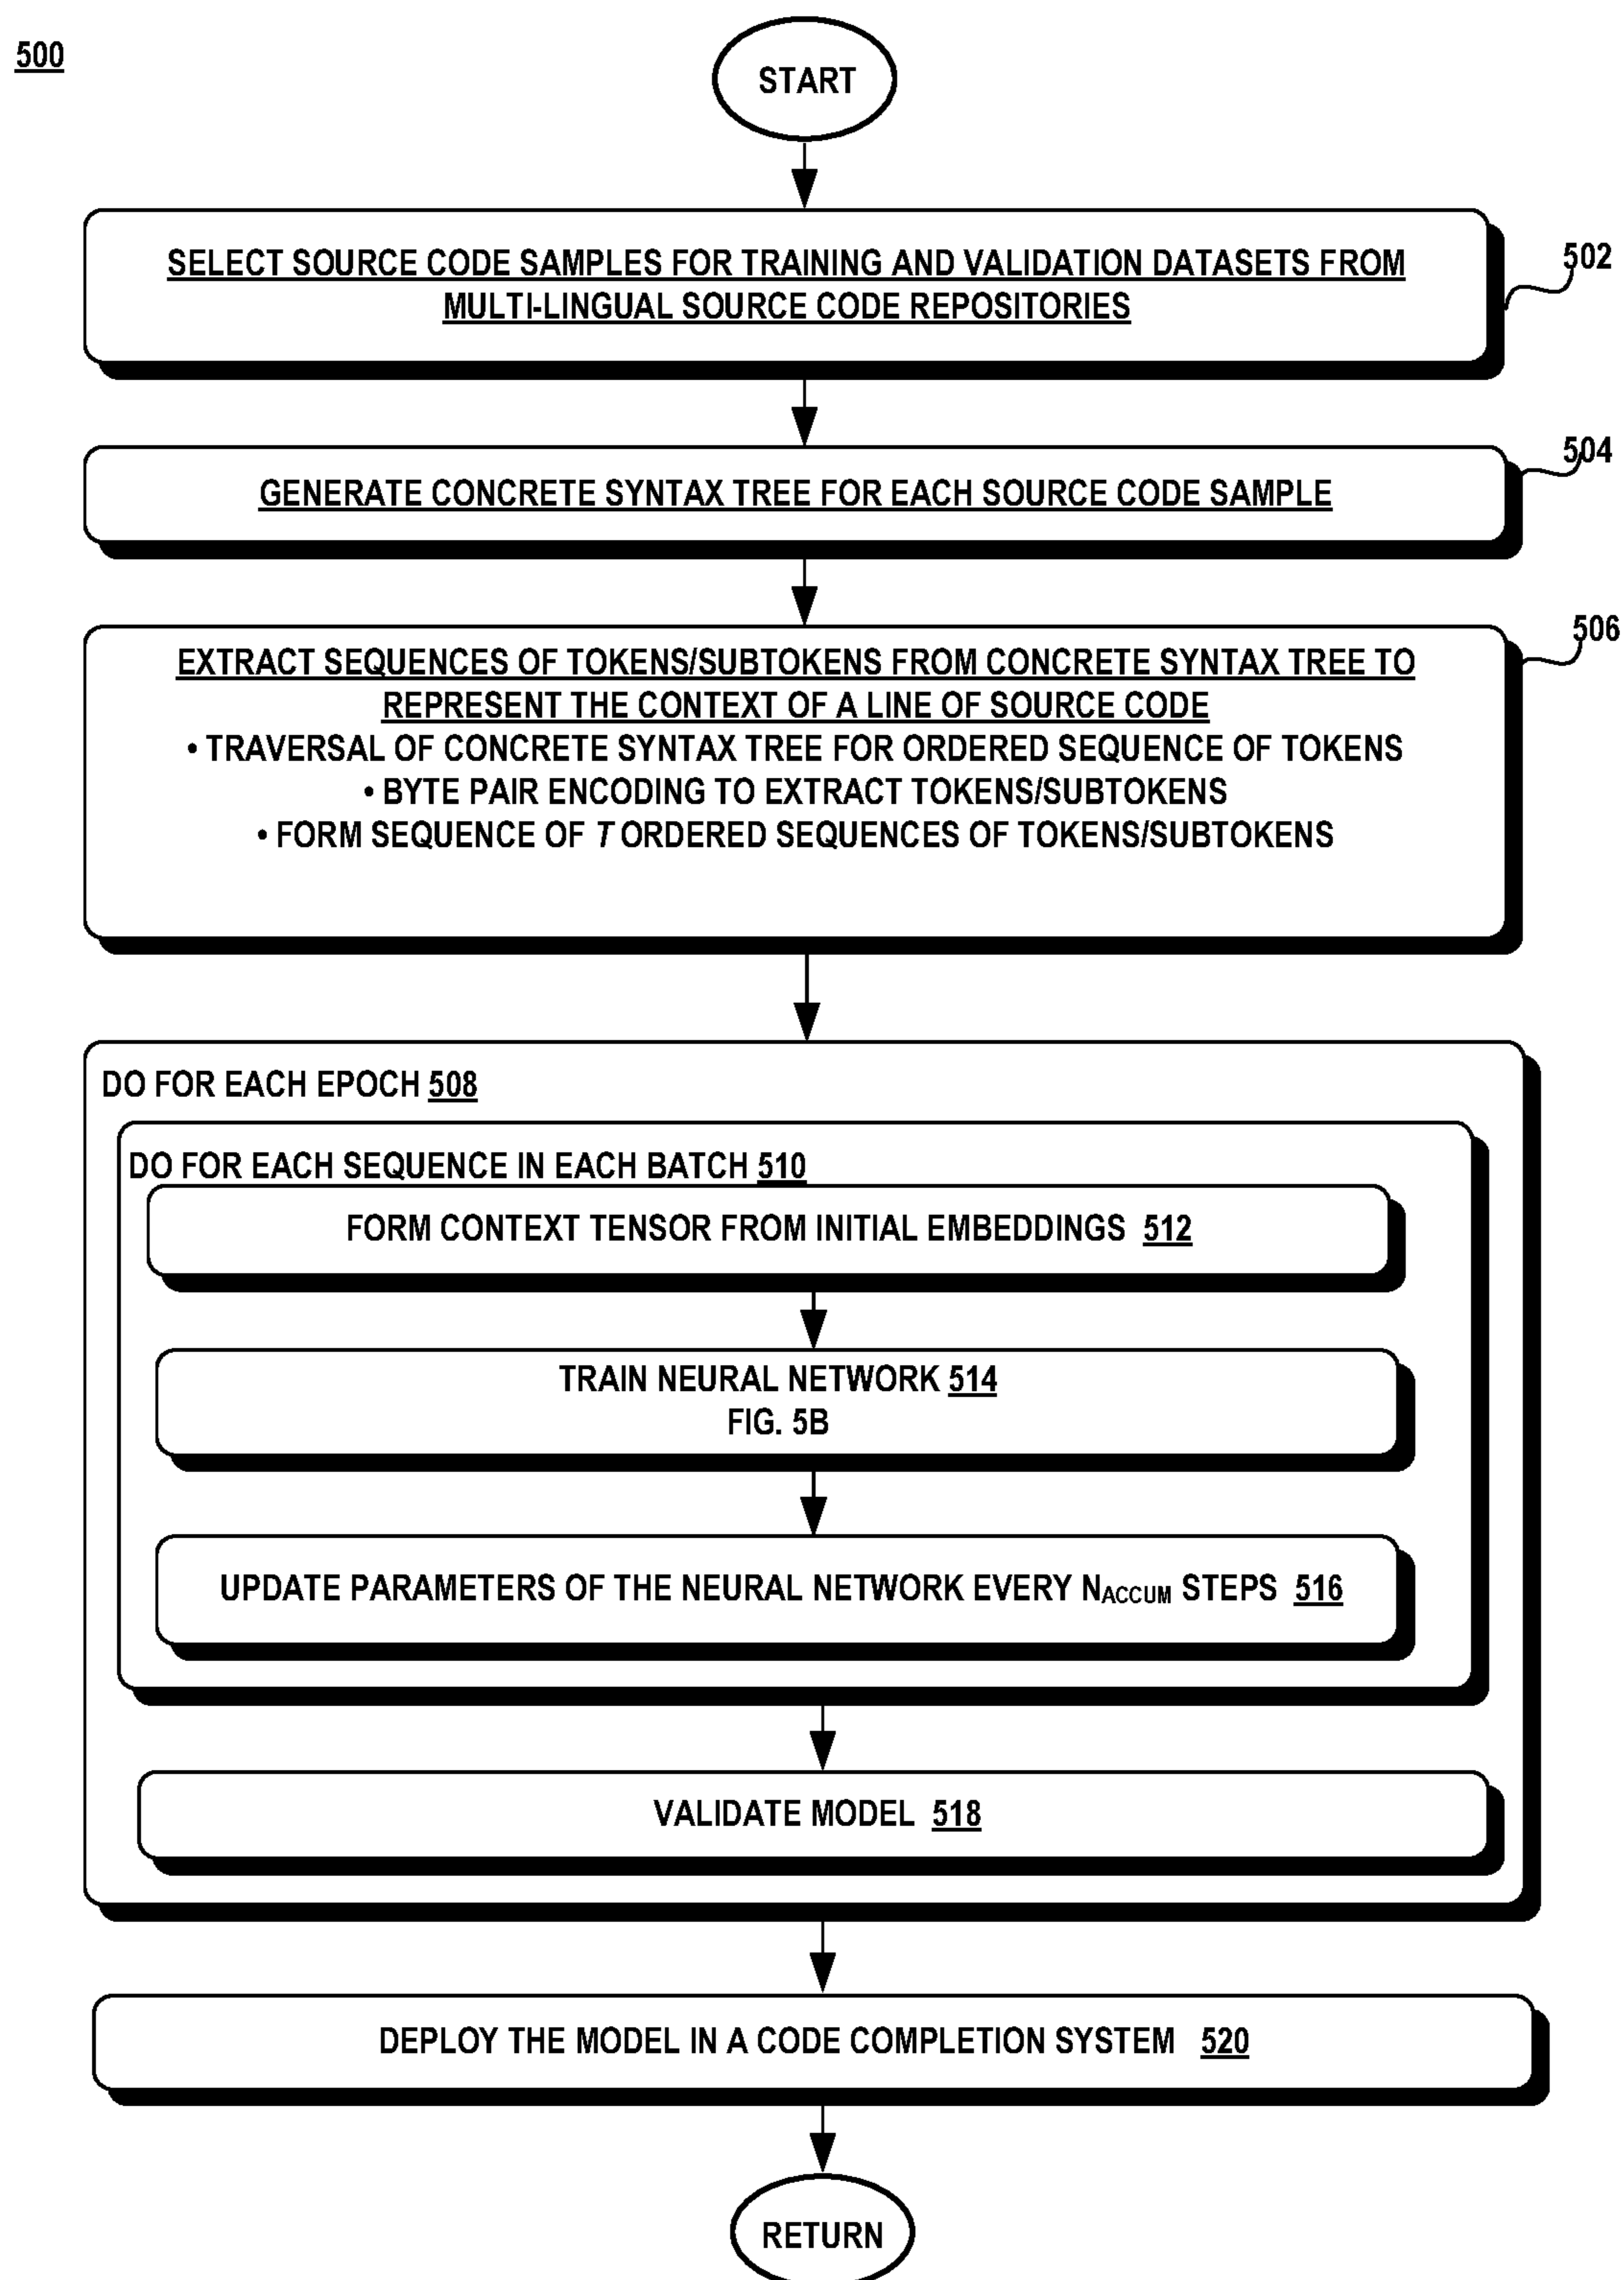 500
START
SELECT SOURCE CODE SAMPLES FOR TRAINING AND VALIDATION DATASETS FROM
MULTI-LINGUAL SOURCE CODE REPOSITORIES
502
GENERATE CONCRETE SYNTAX TREE FOR EACH SOURCE CODE SAMPLE
504
EXTRACT SEQUENCES OF TOKENS/SUBTOKENS FROM CONCRETE SYNTAX TREE TO
REPRESENT THE CONTEXT OF A LINE OF SOURCE CODE
• TRAVERSAL OF CONCRETE SYNTAX TREE FOR ORDERED SEQUENCE OF TOKENS
• BYTE PAIR ENCODING TO EXTRACT TOKENS/SUBTOKENS
• FORM SEQUENCE OF T ORDERED SEQUENCES OF TOKENS/SUBTOKENS
506
DO FOR EACH EPOCH 508
DO FOR EACH SEQUENCE IN EACH BATCH 510
FORM CONTEXT TENSOR FROM INITIAL EMBEDDINGS 512
TRAIN NEURAL NETWORK 514
FIG. 5B
UPDATE PARAMETERS OF THE NEURAL NETWORK EVERY NACCUM STEPS 516
VALIDATE MODEL 518
DEPLOY THE MODEL IN A CODE COMPLETION SYSTEM 520
RETURN